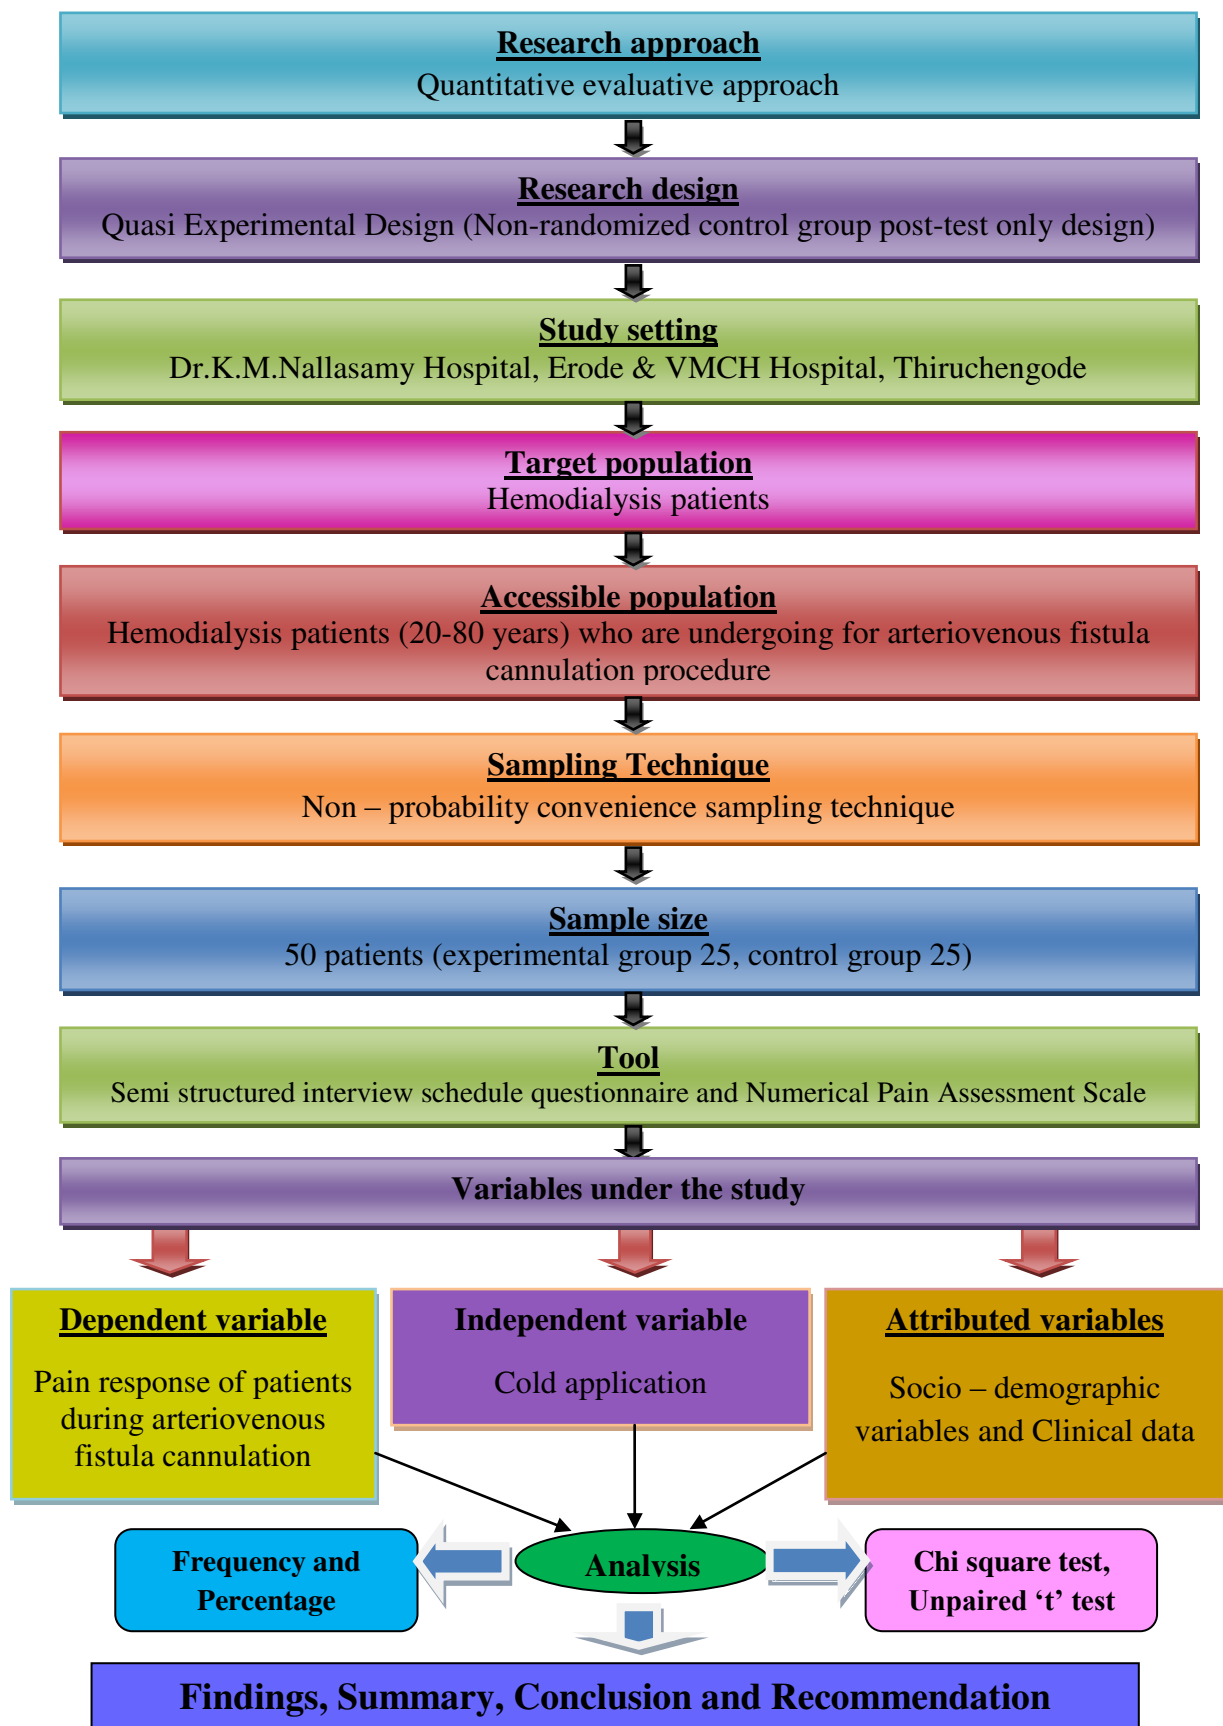 Research approach
Quantitative evaluative approach
Research design
Quasi Experimental Design (Non-randomized control group post-test only design)
Study setting
Dr.K.M.Nallasamy Hospital, Erode & VMCH Hospital, Thiruchengode
Target population
Hemodialysis patients
Accessible population
Hemodialysis patients (20-80 years) who are undergoing for arteriovenous fistula
cannulation procedure
Sampling Technique
Non – probability convenience sampling technique
Sample size
50 patients (experimental group 25, control group 25)
Tool
Semi structured interview schedule questionnaire and Numerical Pain Assessment Scale
Variables under the study
Dependent variable
Pain response of patients
during arteriovenous
fistula cannulation
Independent variable
Cold application
Attributed variables
Socio – demographic
variables and Clinical data
Frequency and
Percentage
Analysis
Chi square test,
Unpaired ‘t’ test
Findings, Summary, Conclusion and Recommendation